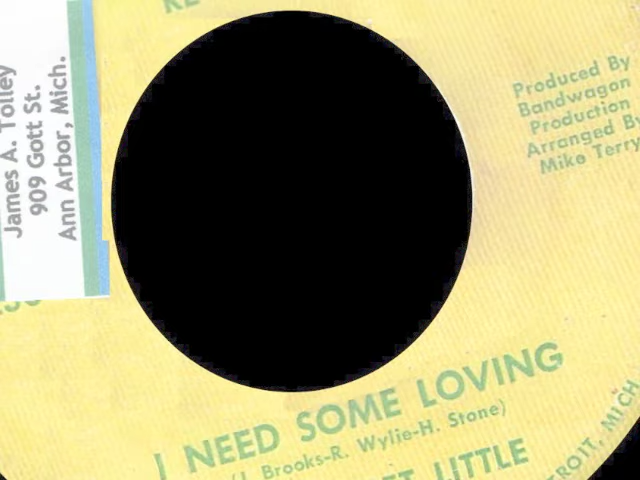 James A. Tolley
909 Gott St.
Ann Arbor, Mich.
Produced By
Bandwagon
Production
Arranged By
Mike Terry
I NEED SOME LOVING
Brooks-R. Wylie-H. Stone)
LITTLE
MICH